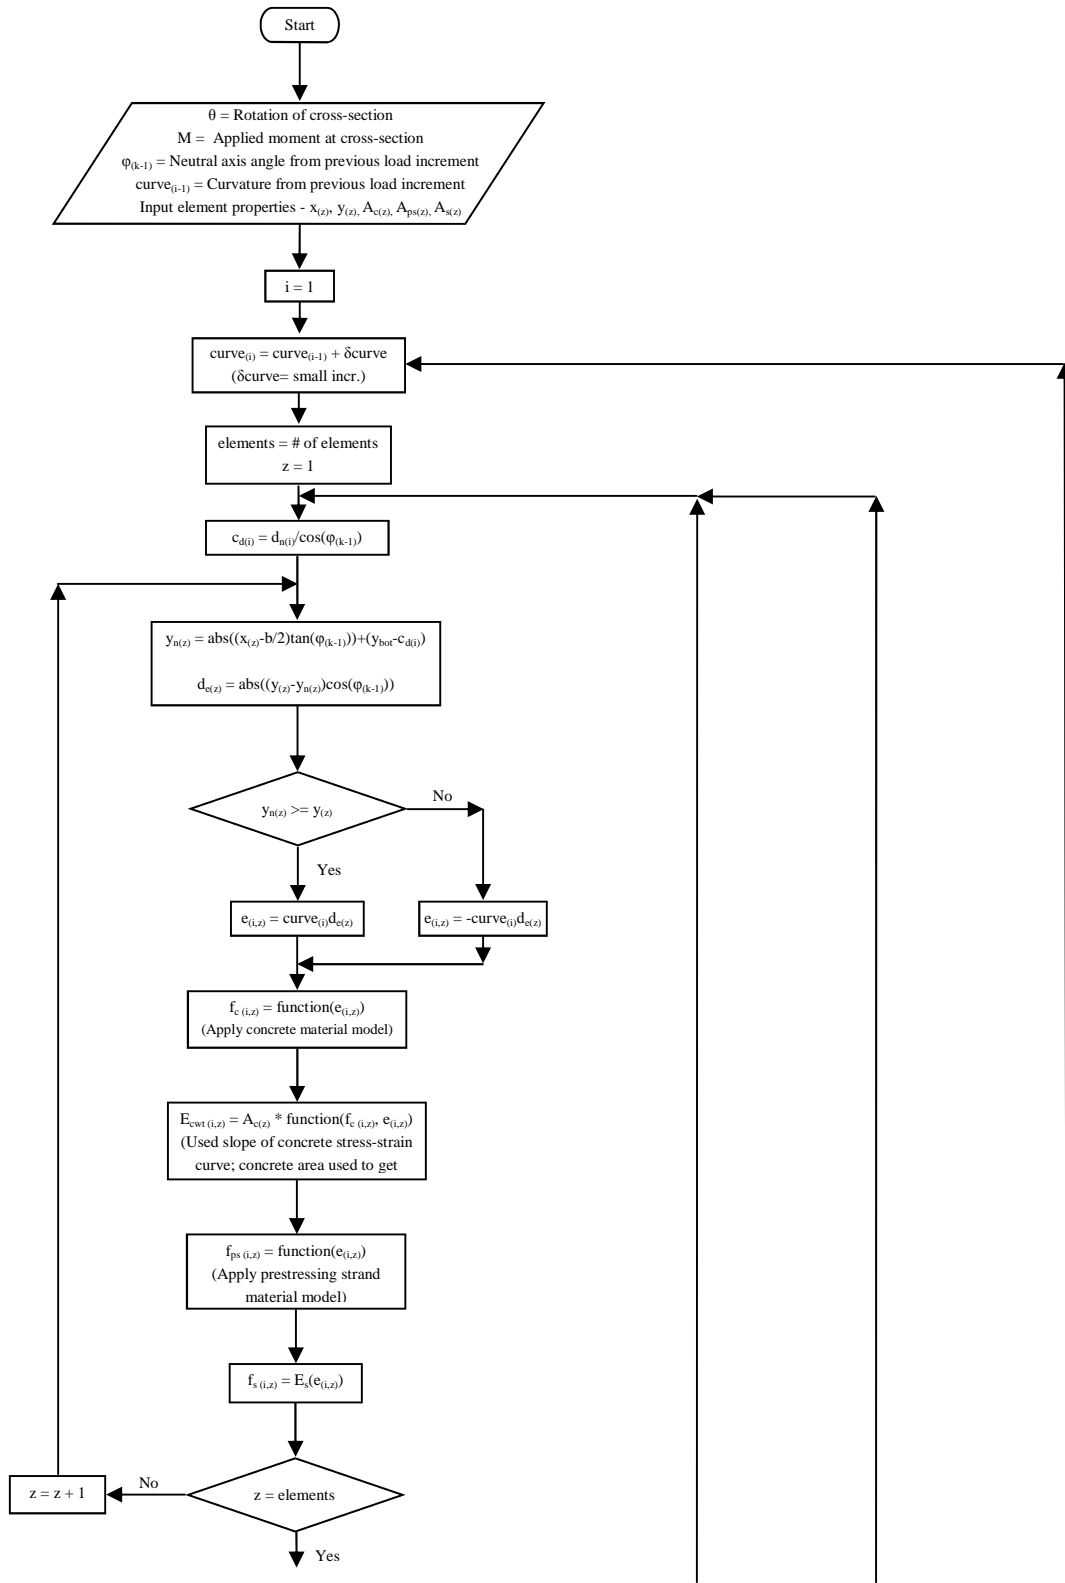 Start
θ = Rotation of cross-section
M = Applied moment at cross-section
φ(k-1) = Neutral axis angle from previous load increment
curve(i-1) = Curvature from previous load increment
Input element properties - x(z), y(z), Ac(z), Aps(z), As(z)
i = 1
curve(i) = curve(i-1) + δcurve
(δcurve= small incr.)
elements = # of elements
z = 1
cd(i) = dn(i)/cos(φ(k-1))
yn(z) = abs((x(z)-b/2)tan(φ(k-1)))+(ybot-cd(i))
de(z) = abs((y(z)-yn(z))cos(φ(k-1)))
yn(z) >= y(z)
No
Yes
e(i,z) = curve(i)de(z)
e(i,z) = -curve(i)de(z)
fc (i,z) = function(e(i,z))
(Apply concrete material model)
Ecwt (i,z) = Ac(z) * function(fc (i,z), e(i,z))
(Used slope of concrete stress-strain
curve; concrete area used to get
fps (i,z) = function(e(i,z))
(Apply prestressing strand
material model)
fs (i,z) = Es(e(i,z))
z = elements
No
z = z + 1
Yes